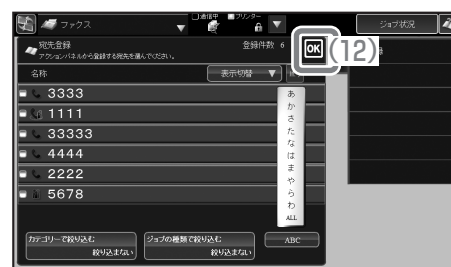 ファクス
通信中 プリンター
ジョブ状況
宛先登録
登録件数 6
OK
(12)
アクションパネルから登録する宛先を選んでください。
名称
表示切替
3333
1111
33333
4444
2222
5678
あ
か
さ
た
な
は
ま
や
ら
わ
ALL
カテゴリーで絞り込む
絞り込まない
ジョブの種類で絞り込む
絞り込まない
ABC